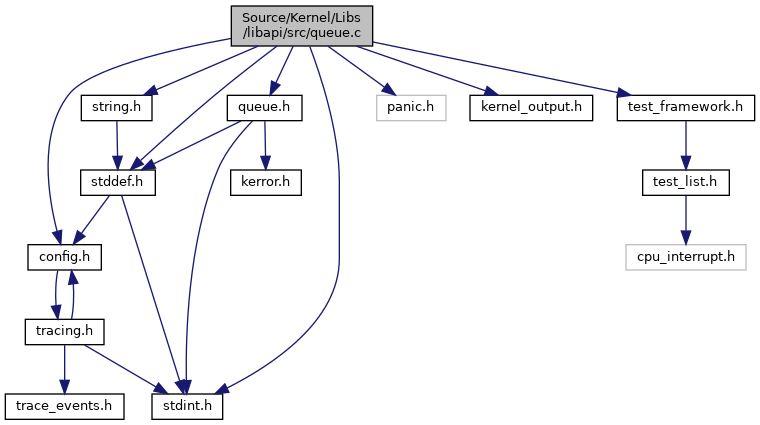 Source/Kernel/Libs
/libapi/src/queue.c
string.h
queue.h
panic.h
kernel_output.h
test_framework.h
stddef.h
kerror.h
test_list.h
config.h
cpu_interrupt.h
tracing.h
trace_events.h
stdint.h